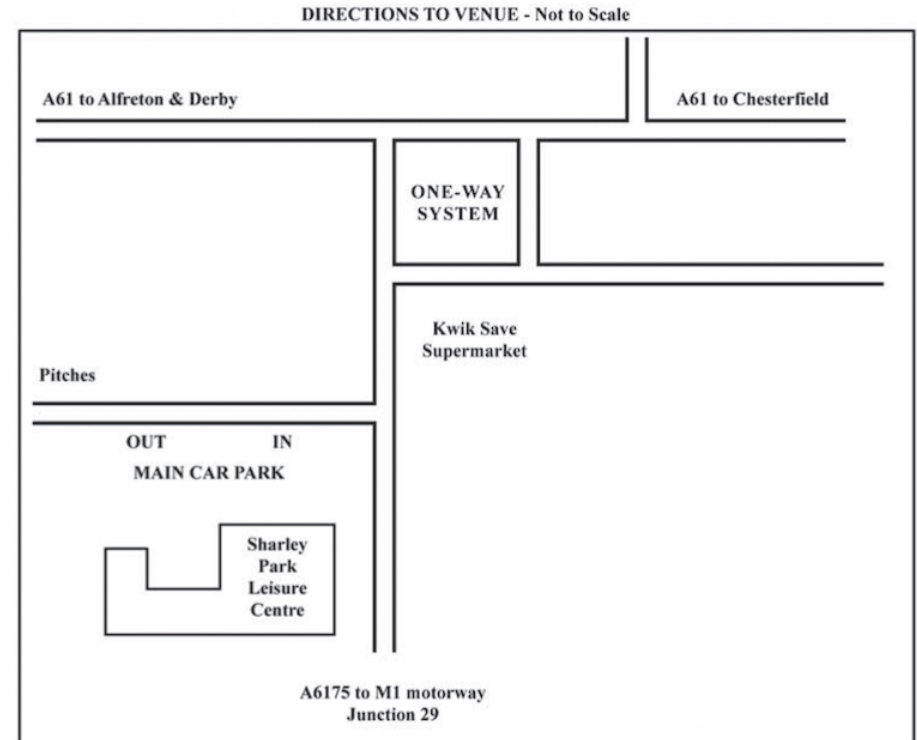 DIRECTIONS TO VENUE - Not to Scale
A61 to Alfreton & Derby
A61 to Chesterfield
ONE-WAY
SYSTEM
Kwik Save
Supermarket
Pitches
OUT
IN
MAIN CAR PARK
Sharley
Park
Leisure
Centre
A6175 to M1 motorway
Junction 29